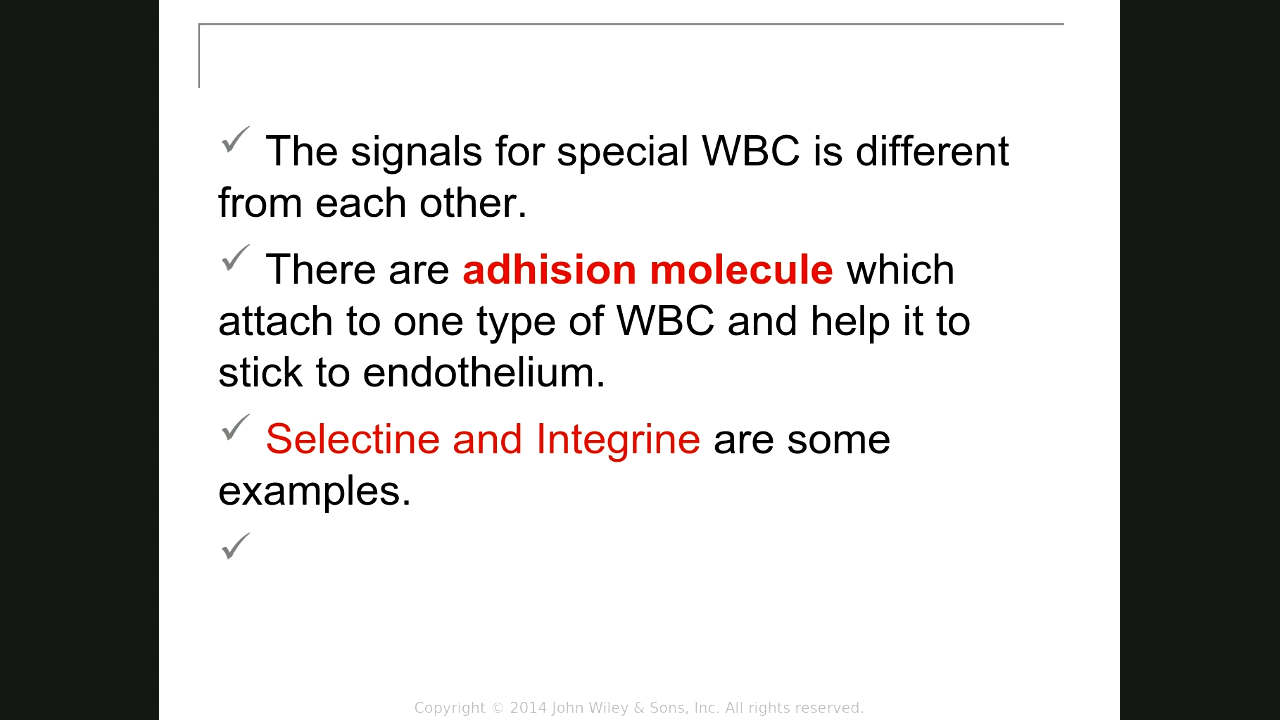 ✓ The signals for special WBC is different
from each other.
✓ There are adhision molecule which
attach to one type of WBC and help it to
stick to endothelium.
✓ Selectine and Integrine are some
examples.
✓
Copyright © 2014 John Wiley & Sons, Inc. All rights reserved.